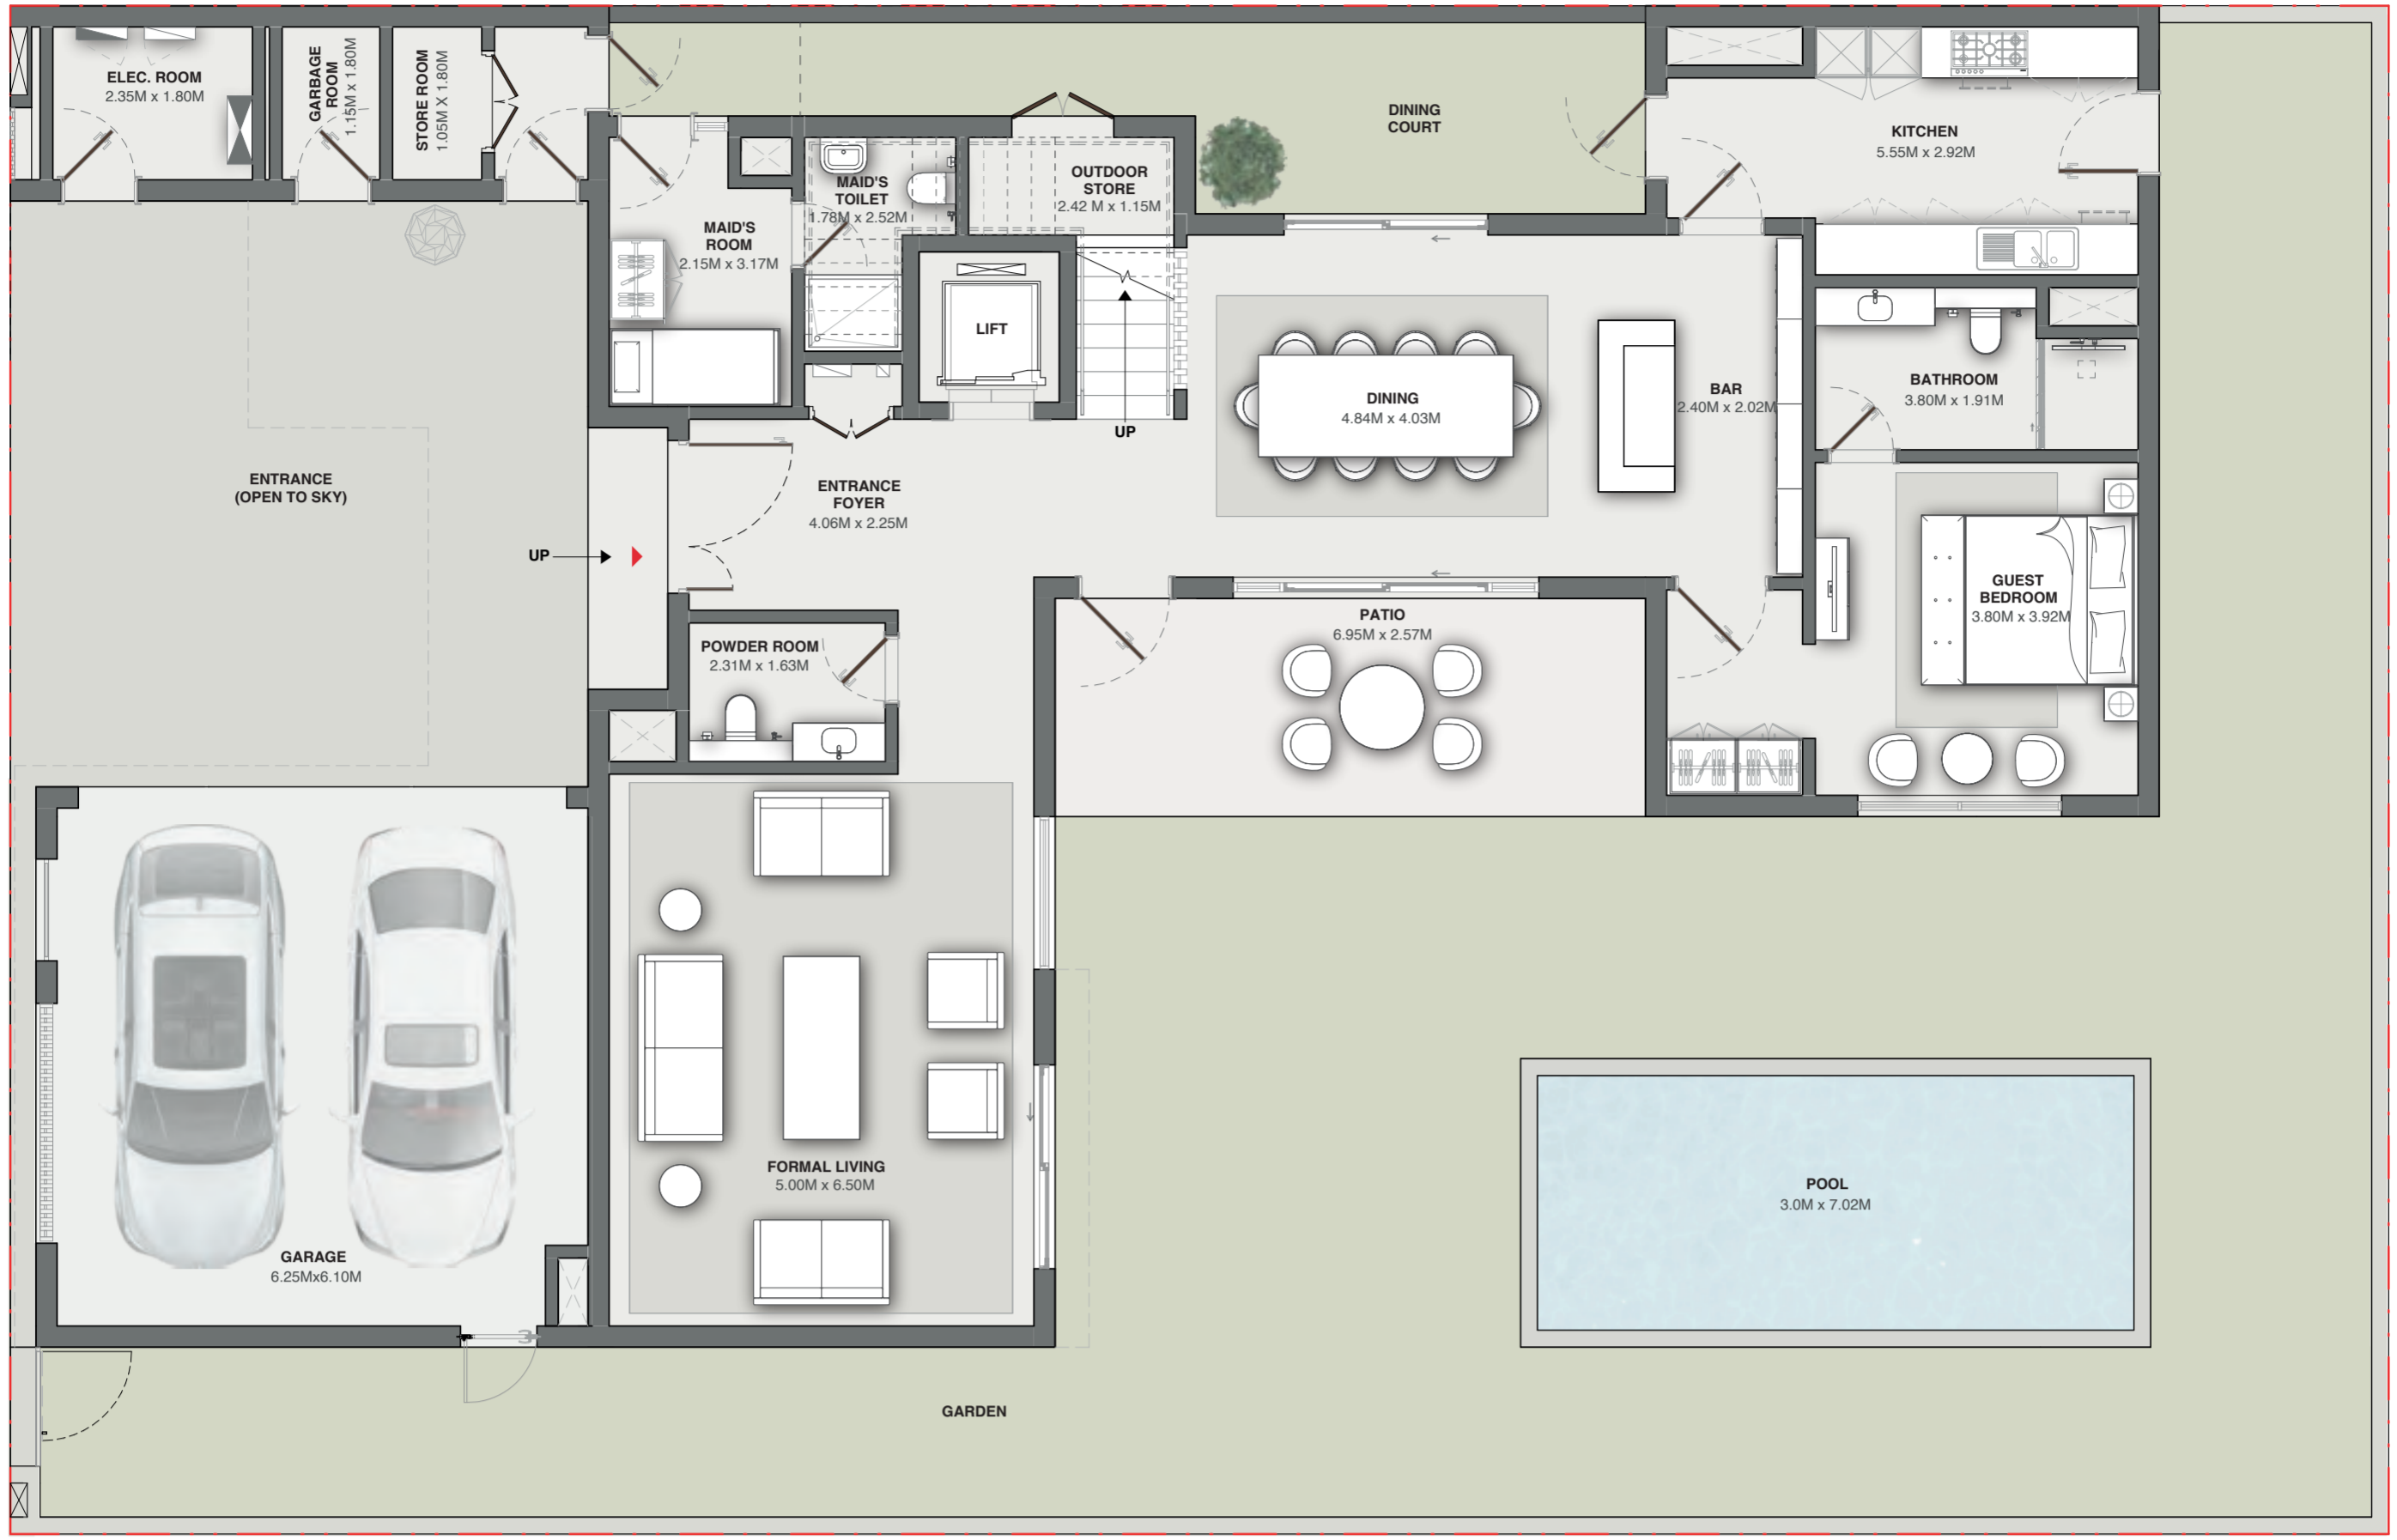 ELEC. ROOM
2.35M x 1.80M
GARBAGE
ROOM
1.15M x 1.80M
STORE ROOM
1.05M X 1.80M
DINING
COURT
KITCHEN
5.55M x 2.92M
MAID'S
TOILET
1.78M x 2.52M
OUTDOOR
STORE
2.42 M x 1.15M
MAID'S
ROOM
2.15M x 3.17M
LIFT
UP
DINING
4.84M x 4.03M
BAR
2.40M x 2.02M
BATHROOM
3.80M x 1.91M
ENTRANCE
(OPEN TO SKY)
ENTRANCE
FOYER
4.06M x 2.25M
UP
GUEST
BEDROOM
3.80M x 3.92M
POWDER ROOM
2.31M x 1.63M
PATIO
6.95M x 2.57M
FORMAL LIVING
5.00M x 6.50M
POOL
3.0M x 7.02M
GARAGE
6.25Mx6.10M
GARDEN